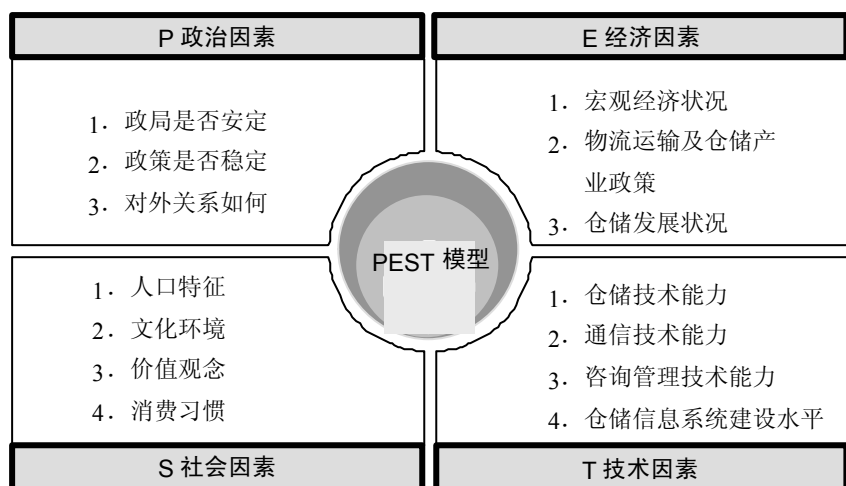 P 政治因素
1．政局是否安定
2．政策是否稳定
3．对外关系如何
E 经济因素
1．宏观经济状况
2．物流运输及仓储产
业政策
3．仓储发展状况
PEST 模型
1．人口特征
2．文化环境
3．价值观念
4．消费习惯
S 社会因素
1．仓储技术能力
2．通信技术能力
3．咨询管理技术能力
4．仓储信息系统建设水平
T 技术因素